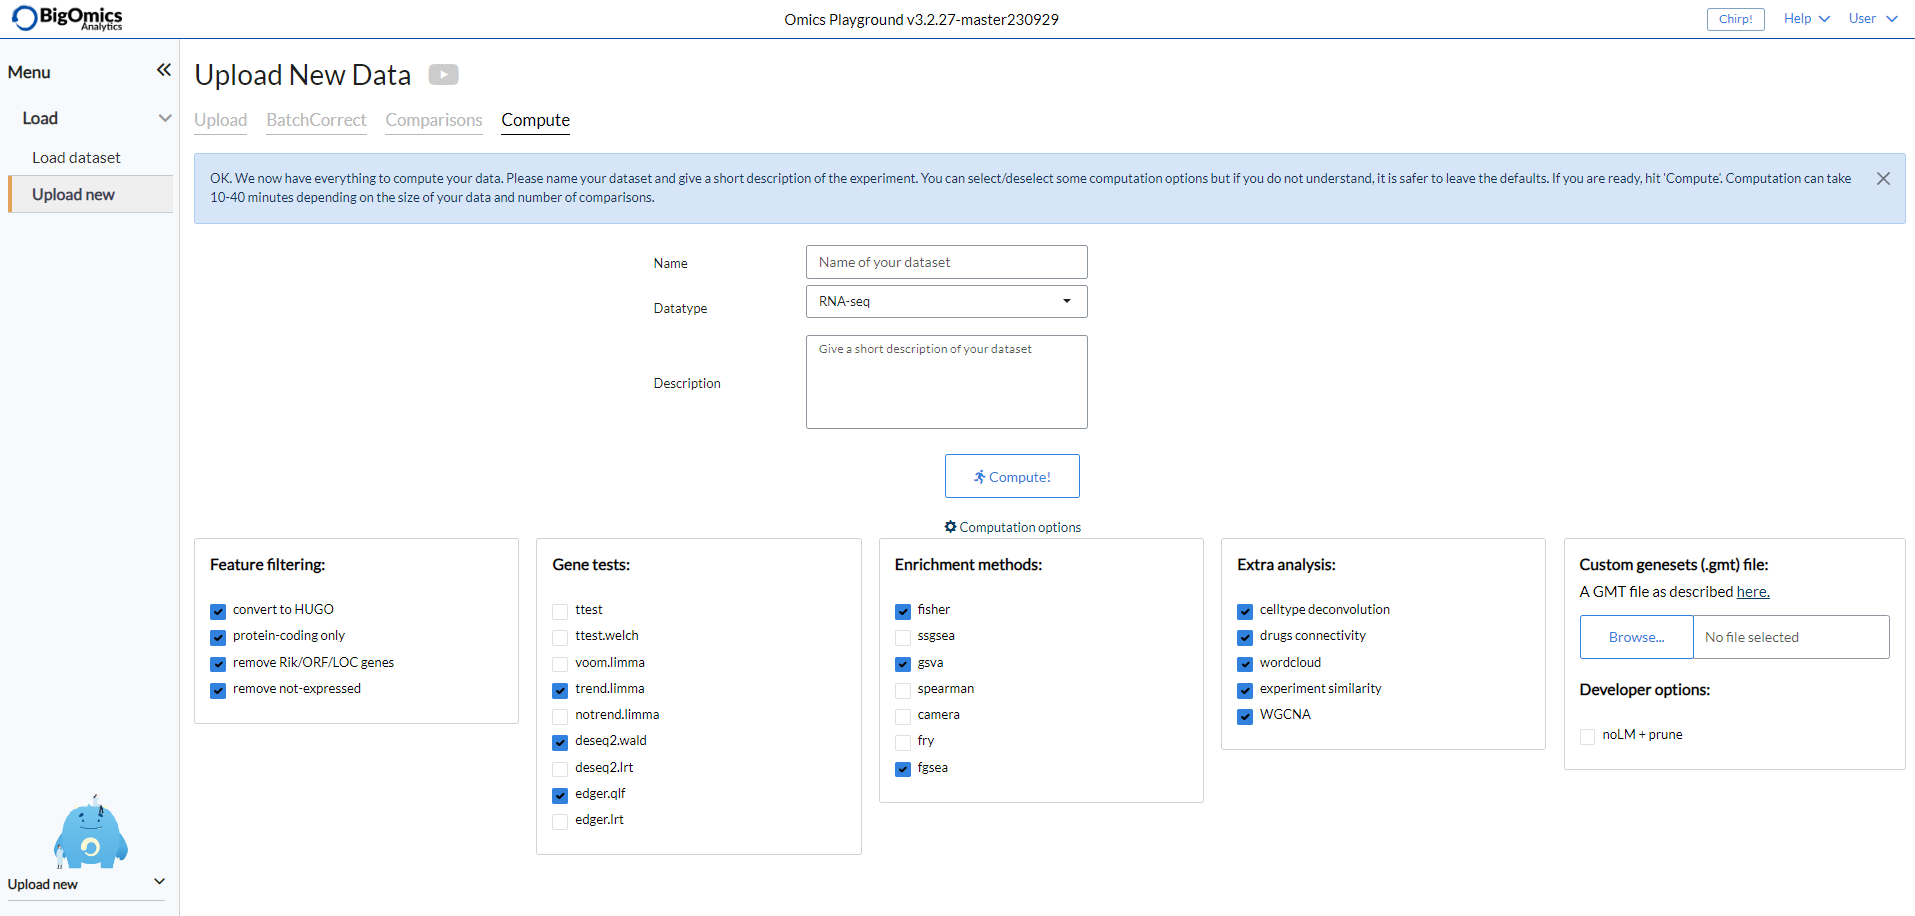 BigOmics
Analytics
Omics Playground v3.2.27-master230929
Chirp!
Help
User
Menu
Load
Load dataset
Upload new
Upload New Data
Upload
BatchCorrect
Comparisons
Compute
OK. We now have everything to compute your data. Please name your dataset and give a short description of the experiment. You can select/deselect some computation options but if you do not understand, it is safer to leave the defaults. If you are ready, hit 'Compute'. Computation can take
10-40 minutes depending on the size of your data and number of comparisons.
Name
Name of your dataset
Datatype
RNA-seq
Description
Give a short description of your dataset
Compute!
Computation options
Feature filtering:
convert to HUGO
protein-coding only
remove Rik/ORF/LOC genes
remove not-expressed
Gene tests:
ttest
ttest.welch
voom.limma
trend.limma
notrend.limma
deseq2.wald
deseq2.lrt
edger.qlf
edger.lrt
Enrichment methods:
fisher
ssgsea
gsva
spearman
camera
fry
fgsea
Extra analysis:
celltype deconvolution
drugs connectivity
wordcloud
experiment similarity
WGCNA
Custom genesets (.gmt) file:
A GMT file as described here.
Browse...
No file selected
Developer options:
noLM + prune
Upload new